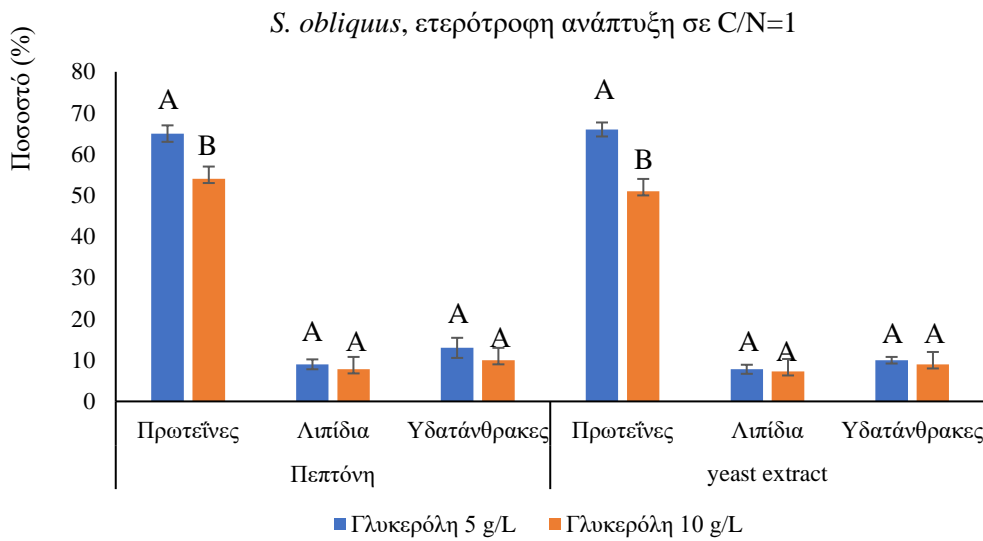 S. obliquus, ετερότροφη ανάπτυξη σε C/N=1
Ποσοστό (%)
80
70
60
50
40
30
20
10
0
A
B
A
A
A
A
A
B
A
A
A
A
Πρωτεΐνες Λιπίδια Υδατάνθρακες Πρωτεΐνες Λιπίδια Υδατάνθρακες
Πεπτόνη yeast extract
Γλυκερόλη 5 g/L Γλυκερόλη 10 g/L